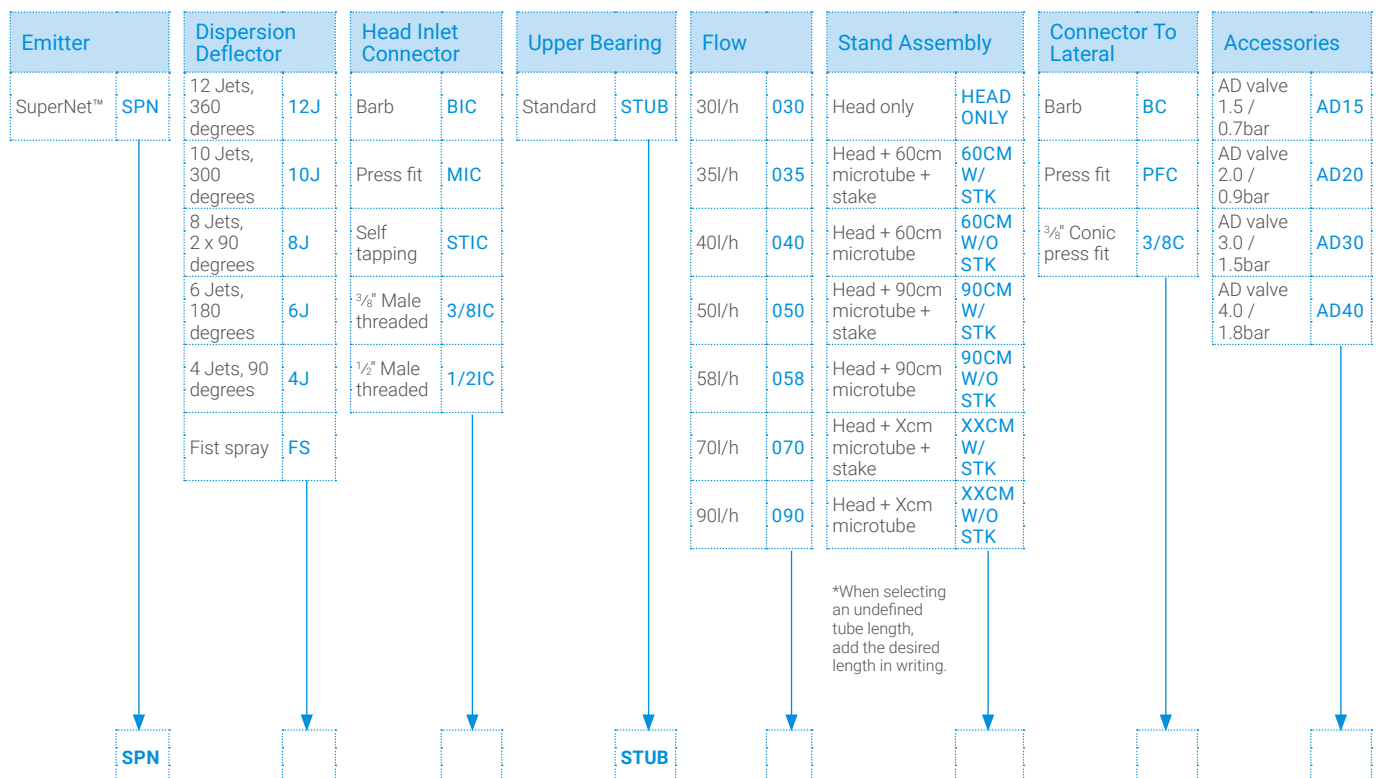 Emitter
SuperNet™ SPN
SPN
Dispersion
Deflector
12 Jets,
360
degrees
12J
10 Jets,
300
degrees
10J
8 Jets,
2 x 90
degrees
8J
6 Jets,
180
degrees
6J
4 Jets, 90
degrees
4J
Fist spray FS
Head Inlet
Connector
Barb BIC
Press fit MIC
Self
tapping
STIC
3/8" Male
threaded
3/8IC
1/2" Male
threaded
1/2IC
Upper Bearing
Standard STUB
STUB
Flow
30l/h 030
35l/h 035
40l/h 040
50l/h 050
58l/h 058
70l/h 070
90l/h 090
Stand Assembly
Head only
HEAD
ONLY
Head + 60cm
microtube +
stake
60CM
W/
STK
Head + 60cm
microtube
60CM
W/O
STK
Head + 90cm
microtube +
stake
90CM
W/
STK
Head + 90cm
microtube
90CM
W/O
STK
Head + Xcm
microtube +
stake
XXCM
W/
STK
Head + Xcm
microtube
XXCM
W/O
STK
*When selecting
an undefined
tube length,
add the desired
length in writing.
Connector To
Lateral
Barb BC
Press fit PFC
3/8" Conic
press fit
3/8C
Accessories
AD valve
1.5 /
0.7bar
AD15
AD valve
2.0 /
0.9bar
AD20
AD valve
3.0 /
1.5bar
AD30
AD valve
4.0 /
1.8bar
AD40